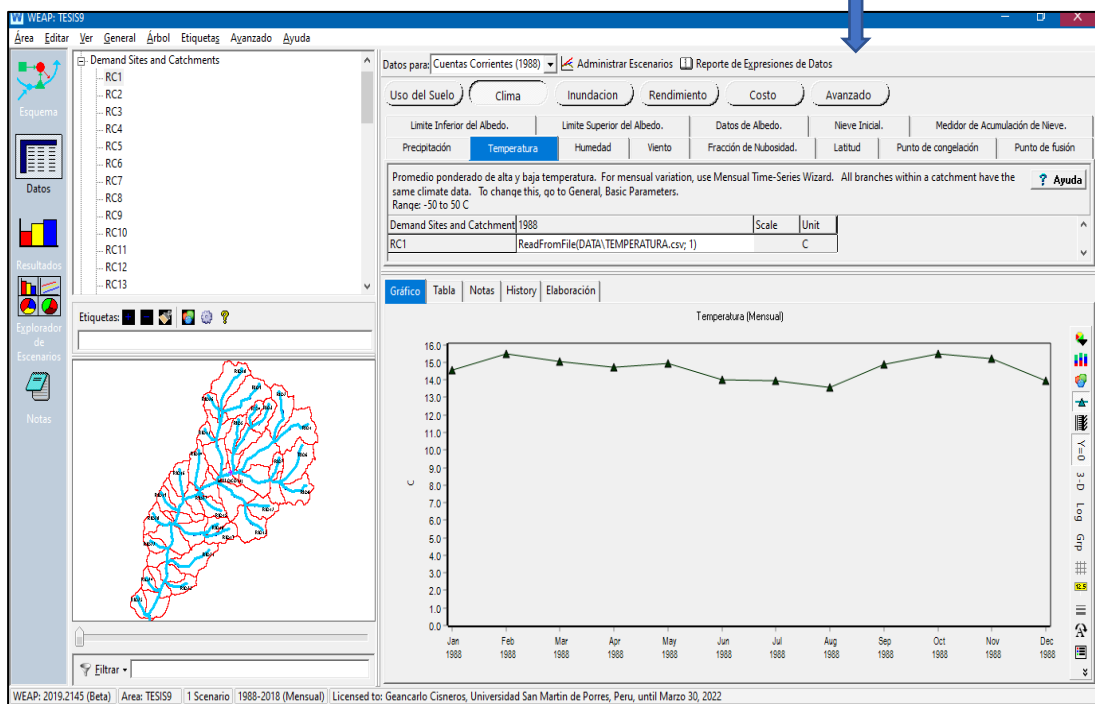 WEAP: TESIS9
Área Editar Ver General Árbol Etiquetas Avanzado Ayuda
Esquema
Datos
Resultados
Explorador
de
Escenarios
Notas
Demand Sites and Catchments
RC1
RC2
RC3
RC4
RC5
RC6
RC7
RC8
RC9
RC10
RC11
RC12
RC13
Etiquetas:
Filtrar
Datos para: Cuentas Corrientes (1988) Administrar Escenarios Reporte de Expresiones de Datos
Uso del Suelo Clima Inundacion Rendimiento Costo Avanzado
Limite Inferior del Albedo. Limite Superior del Albedo. Datos de Albedo. Nieve Inicial. Medidor de Acumulación de Nieve.
Precipitación Temperatura Humedad Viento Fracción de Nubosidad. Latitud Punto de congelación Punto de fusión
Promedio ponderado de alta y baja temperatura. For mensual variation, use Mensual Time-Series Wizard. All branches within a catchment have the
same climate data. To change this, go to General, Basic Parameters.
Range: -50 to 50 C
? Ayuda
Demand Sites and Catchment 1988 Scale Unit
RC1 ReadFromFile(DATA\TEMPERATURA.csv; 1) C
Gráfico Tabla Notas History Elaboración
Temperatura (Mensual)
16.0
15.0
14.0
13.0
12.0
11.0
10.0
9.0
8.0
7.0
6.0
5.0
4.0
3.0
2.0
1.0
0.0
C
Jan Feb Mar Apr May Jun Jul Aug Sep Oct Nov Dec
1988 1988 1988 1988 1988 1988 1988 1988 1988 1988 1988 1988
Y=0
3-D
Log
Grp
12.5
WEAP: 2019.2145 (Beta) Area: TESIS9 1 Scenario 1988-2018 (Mensual) Licensed to: Geancarlo Cisneros, Universidad San Martin de Porres, Peru, until Marzo 30, 2022